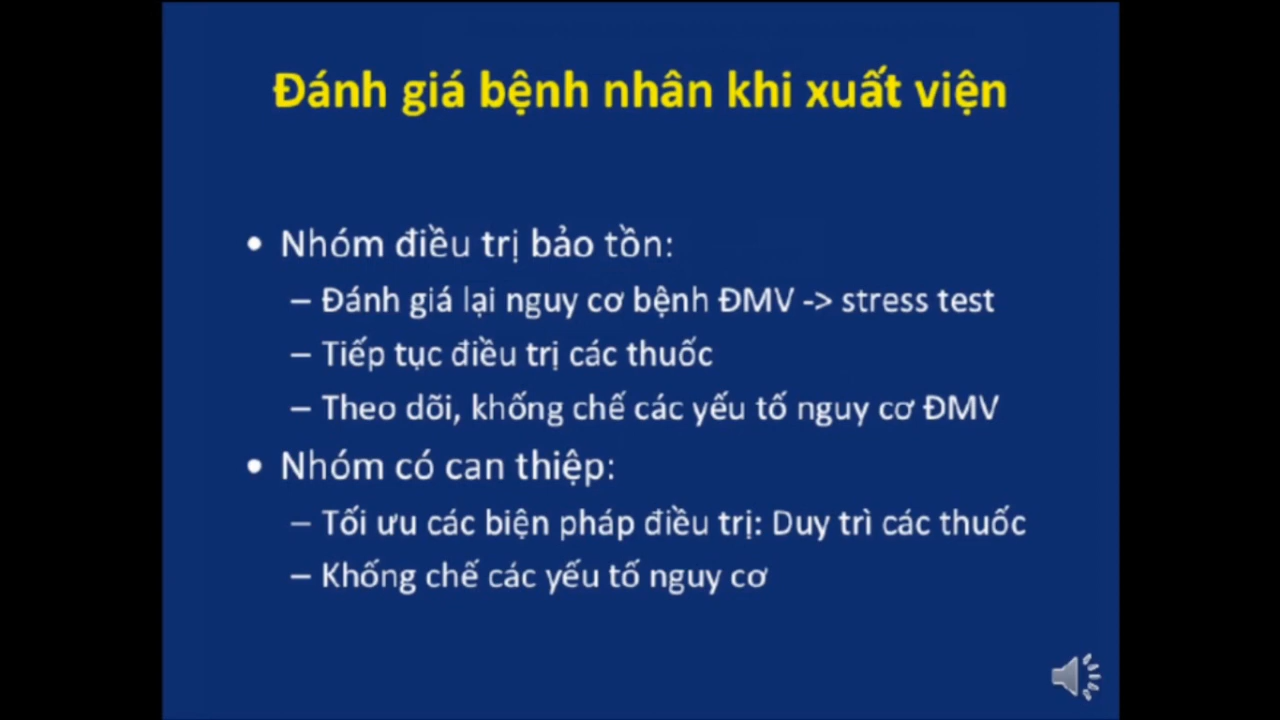 Đánh giá bệnh nhân khi xuất viện
• Nhóm điều trị bảo tồn:
– Đánh giá lại nguy cơ bệnh ĐMV -> stress test
– Tiếp tục điều trị các thuốc
– Theo dõi, khống chế các yếu tố nguy cơ ĐMV
• Nhóm có can thiệp:
– Tối ưu các biện pháp điều trị: Duy trì các thuốc
– Khống chế các yếu tố nguy cơ